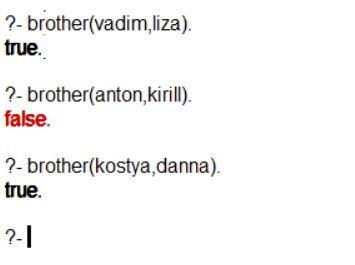 ?- brother(vadim,liza).
true.
?- brother(anton,kirill).
false.
?- brother(kostya,danna).
true.
?-